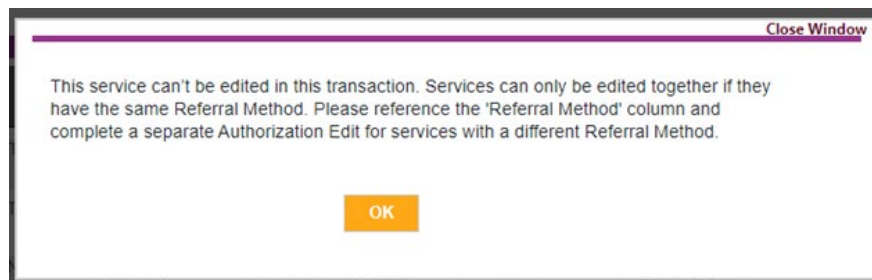 Close Window
This service can't be edited in this transaction. Services can only be edited together if they
have the same Referral Method. Please reference the 'Referral Method' column and
complete a separate Authorization Edit for services with a different Referral Method.
OK